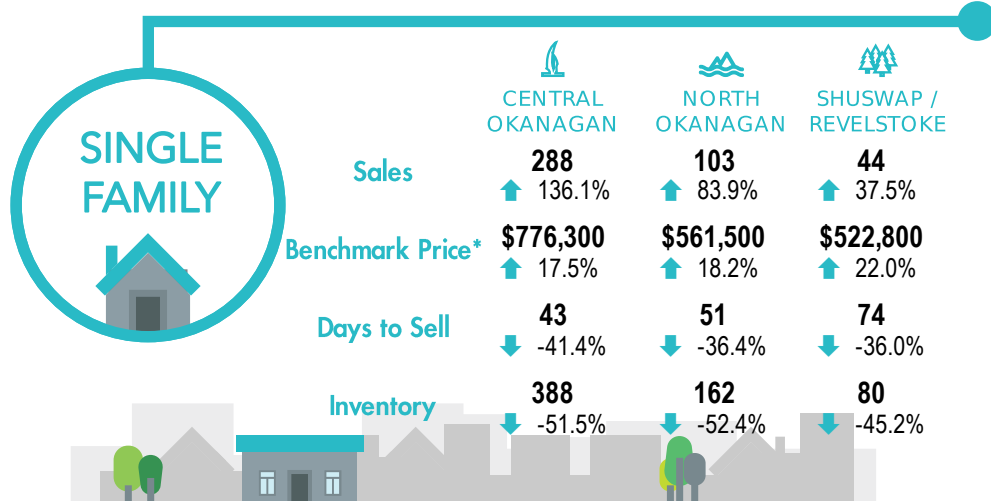 SINGLE
FAMILY
CENTRAL
OKANAGAN
NORTH
OKANAGAN
SHUSWAP /
REVELSTOKE
Sales
288
103
44
136.1%
83.9%
37.5%
Benchmark Price*
$776,300
$561,500
$522,800
17.5%
18.2%
22.0%
Days to Sell
43
51
74
-41.4%
-36.4%
-36.0%
Inventory
388
162
80
-51.5%
-52.4%
-45.2%